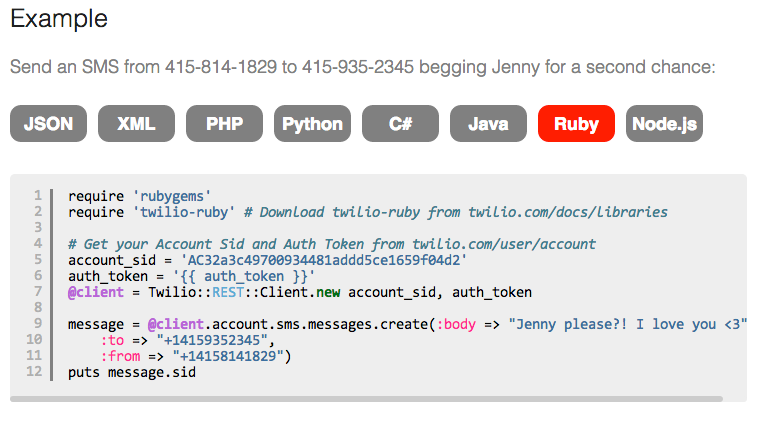 Example
Send an SMS from 415-814-1829 to 415-935-2345 begging Jenny for a second chance:
JSON XML PHP Python C# Java Ruby Node.js
1 require 'rubygems'
2 require 'twilio-ruby' # Download twilio-ruby from twilio.com/docs/libraries
3
4 # Get your Account Sid and Auth Token from twilio.com/user/account
5 account_sid = 'AC32a3c49700934481addd5ce1659f04d2'
6 auth_token = '{{ auth_token }}'
7 @client = Twilio::REST::Client.new account_sid, auth_token
8
9 message = @client.account.sms.messages.create(:body => "Jenny please?! I love you <3"
10     :to => "+14159352345",
11     :from => "+14158141829")
12 puts message.sid